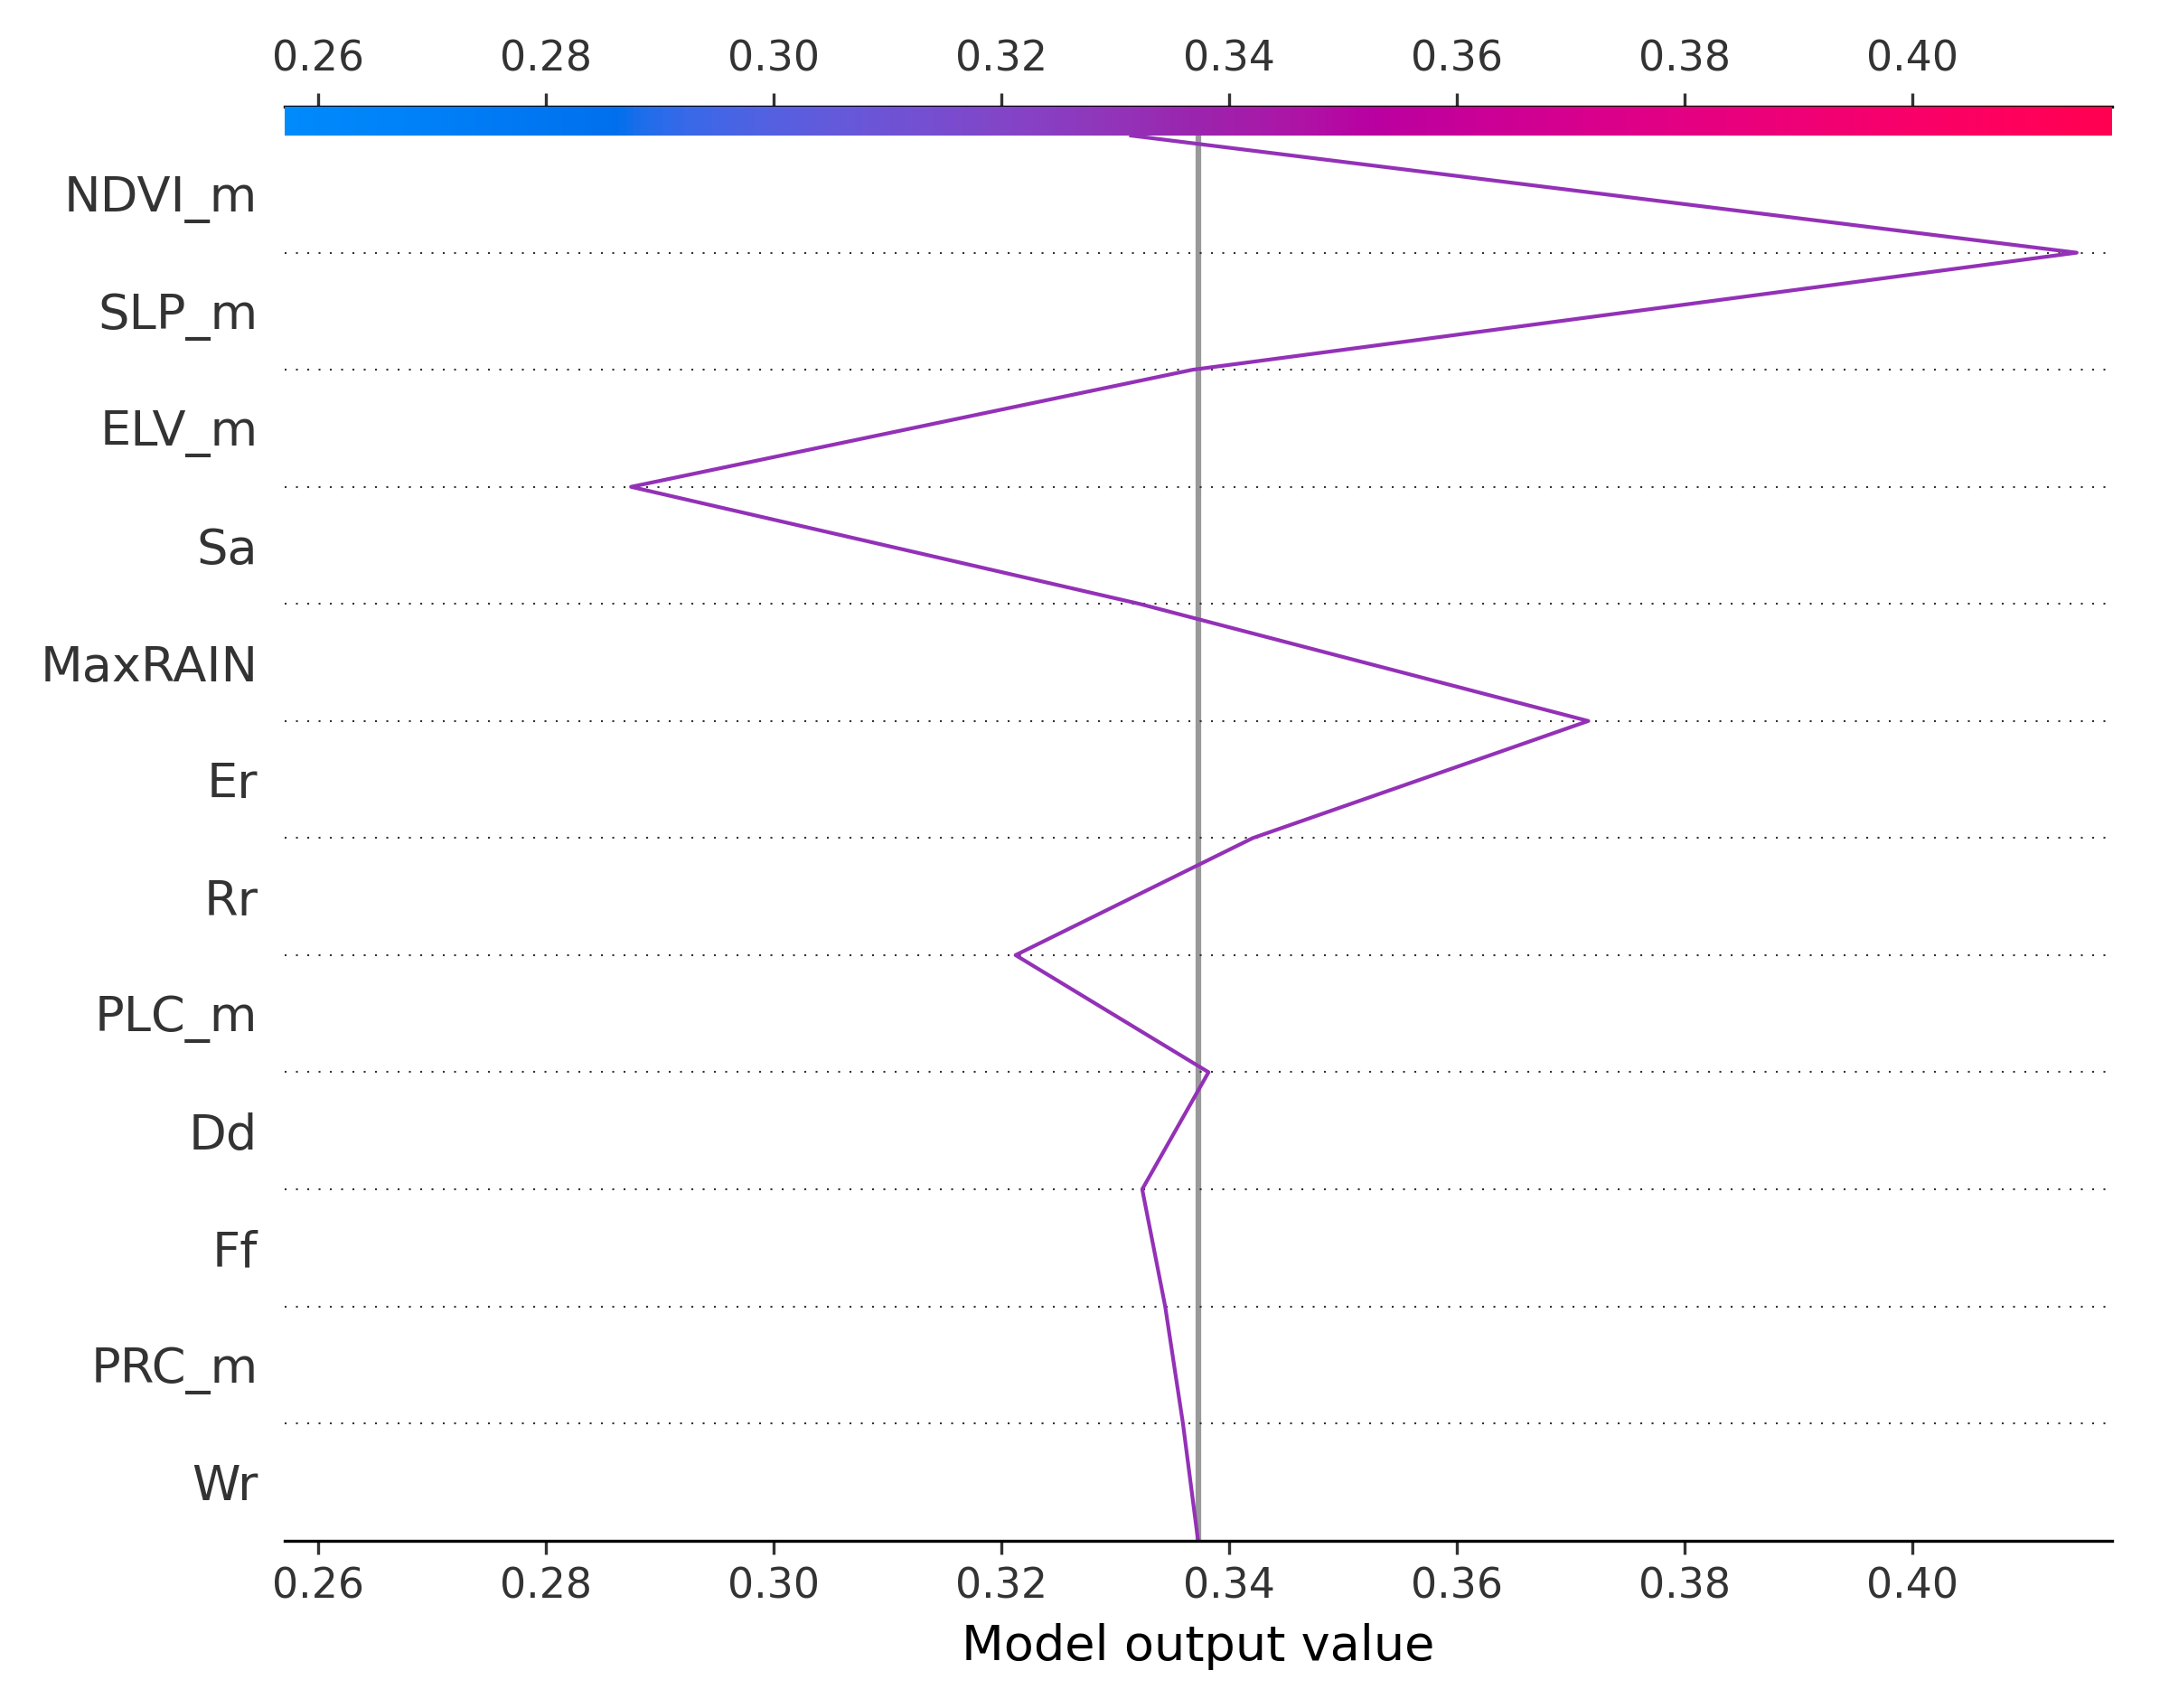 0.26 0.28 0.30 0.32 0.34 0.36 0.38 0.40
NDVI_m
SLP_m
ELV_m
Sa
MaxRAIN
Er
Rr
PLC_m
Dd
Ff
PRC_m
Wr
0.26 0.28 0.30 0.32 0.34 0.36 0.38 0.40
Model output value